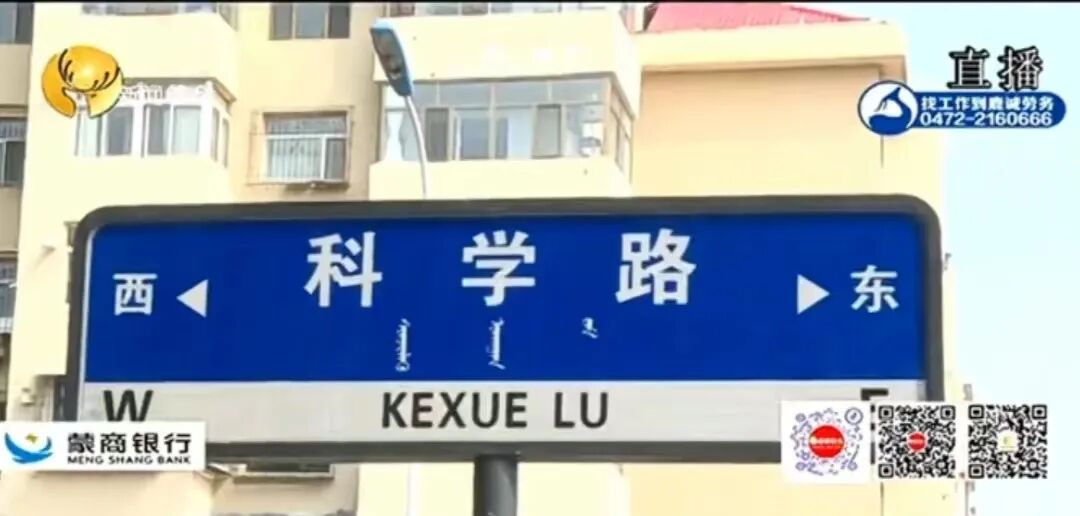 直播
找工作到鹿诚劳务
0472-2160666
西 科学路 东
W KEXUE LU E
蒙商银行
MENG SHANG BANK